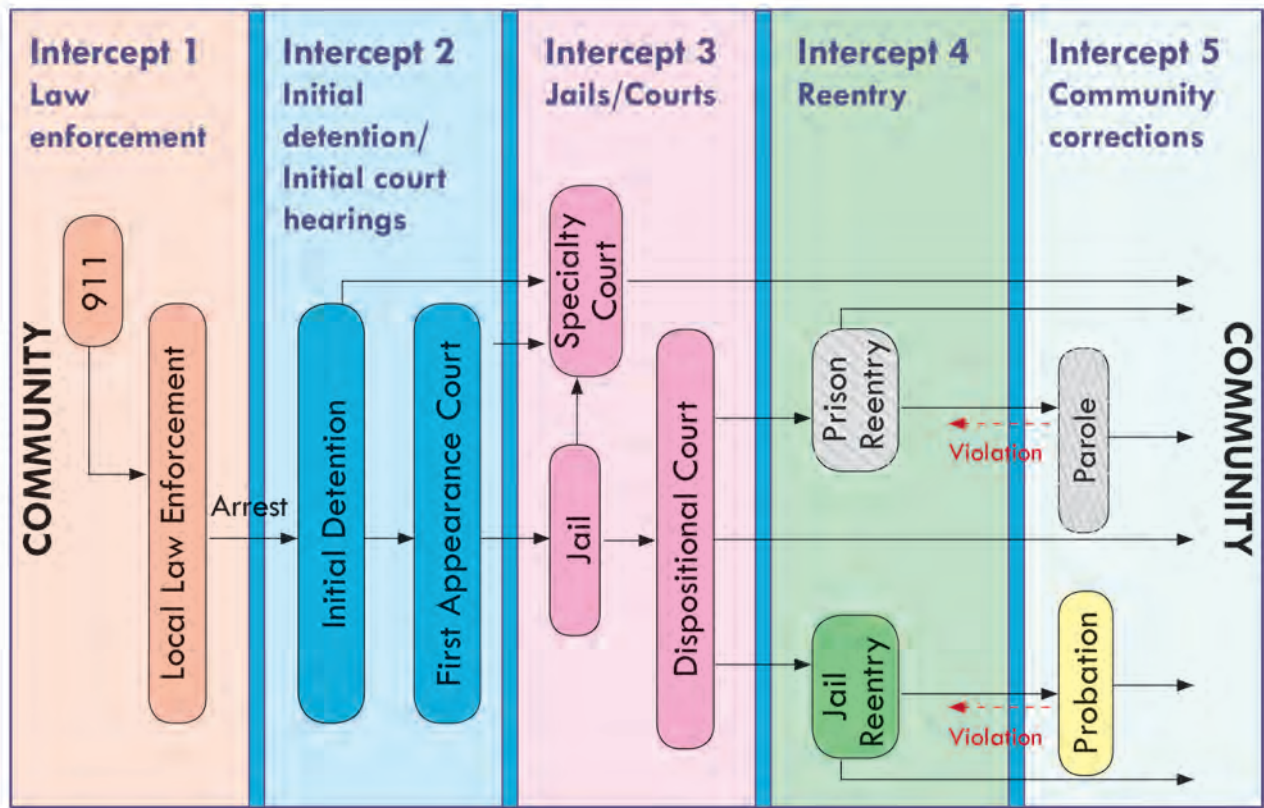 Intercept 1
Law
enforcement
Intercept 2
Initial
detention/
Initial court
hearings
Intercept 3
Jails/Courts
Intercept 4
Reentry
Intercept 5
Community
corrections
COMMUNITY
911
Local Law Enforcement
Arrest
Initial Detention
First Appearance Court
Specialty
Court
Jail
Dispositional Court
Prison
Reentry
Violation
Parole
Jail
Reentry
Violation
Probation
COMMUNITY